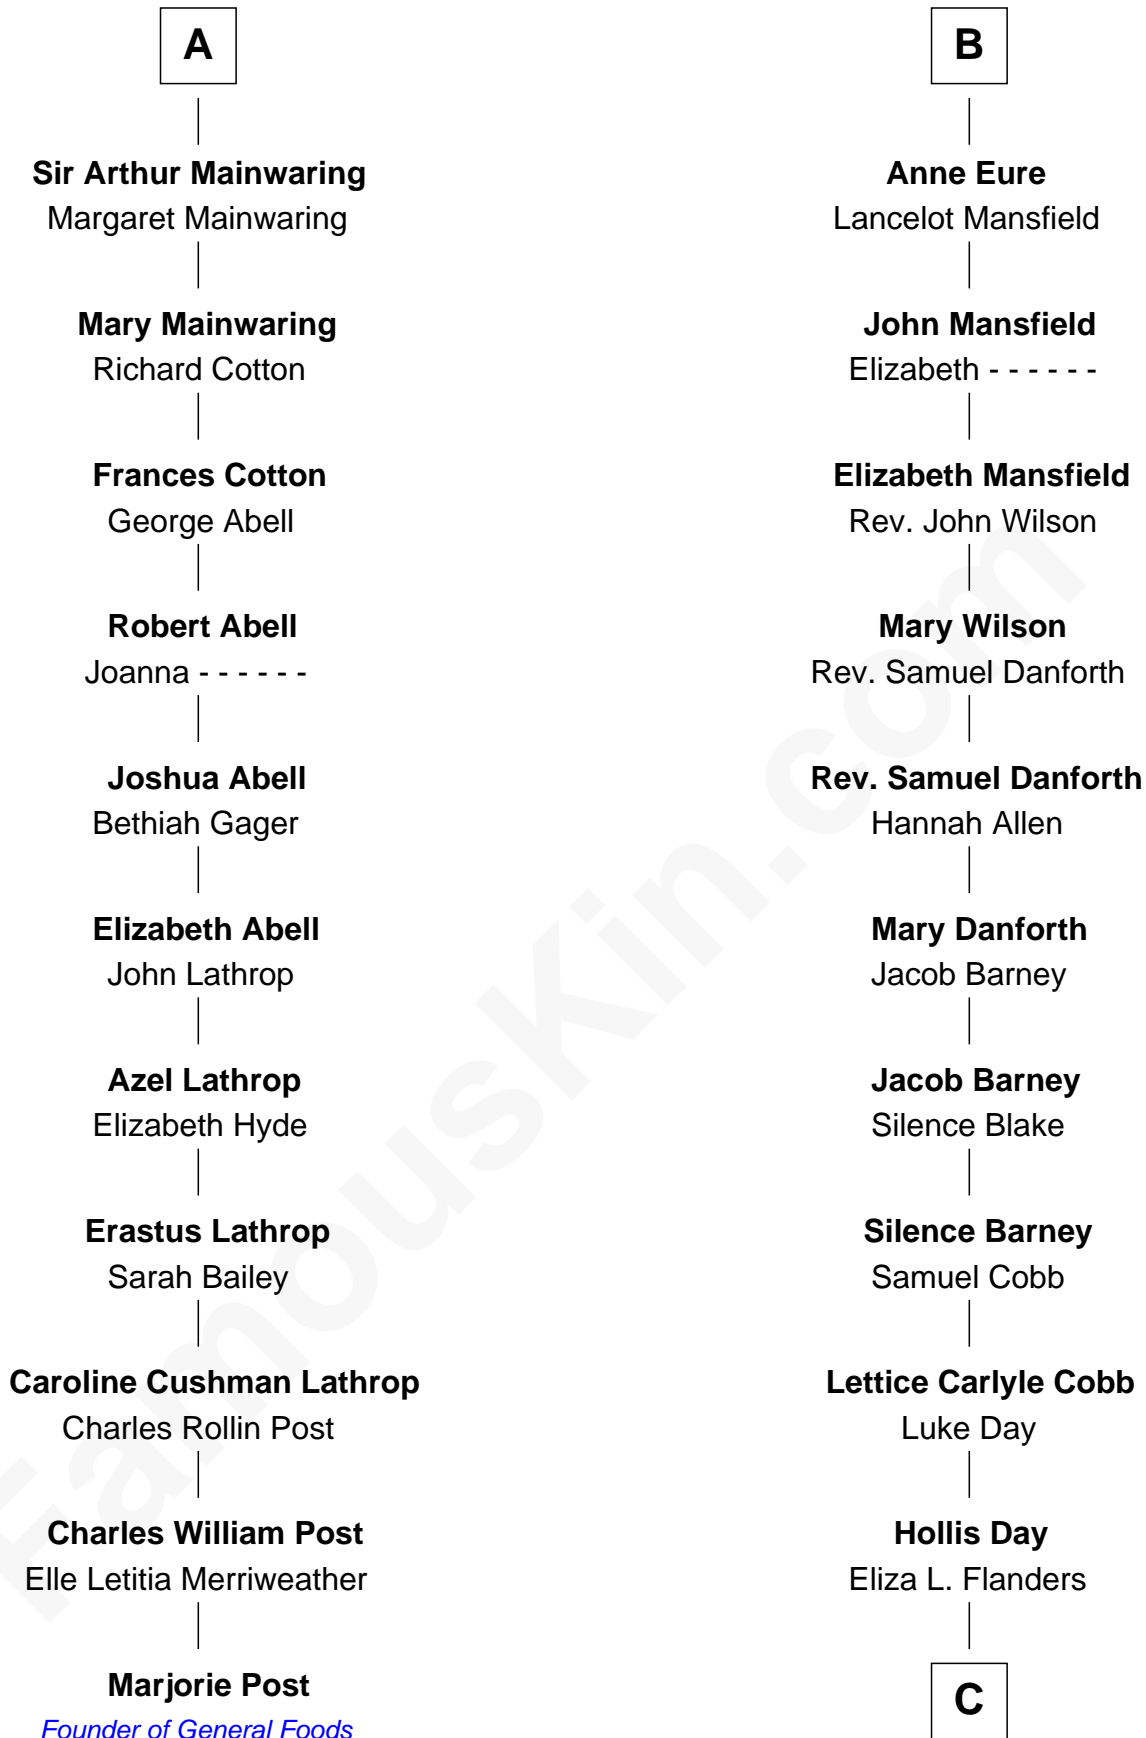 A
Sir Arthur Mainwaring
Margaret Mainwaring
Mary Mainwaring
Richard Cotton
Frances Cotton
George Abell
Robert Abell
Joanna - - - - - -
Joshua Abell
Bethiah Gager
Elizabeth Abell
John Lathrop
Azel Lathrop
Elizabeth Hyde
Erastus Lathrop
Sarah Bailey
Caroline Cushman Lathrop
Charles Rollin Post
Charles William Post
Elle Letitia Merriweather
Marjorie Post
Founder of General Foods
B
Anne Eure
Lancelot Mansfield
John Mansfield
Elizabeth - - - - - -
Elizabeth Mansfield
Rev. John Wilson
Mary Wilson
Rev. Samuel Danforth
Rev. Samuel Danforth
Hannah Allen
Mary Danforth
Jacob Barney
Jacob Barney
Silence Blake
Silence Barney
Samuel Cobb
Lettice Carlyle Cobb
Luke Day
Hollis Day
Eliza L. Flanders
C
FamousKin.com